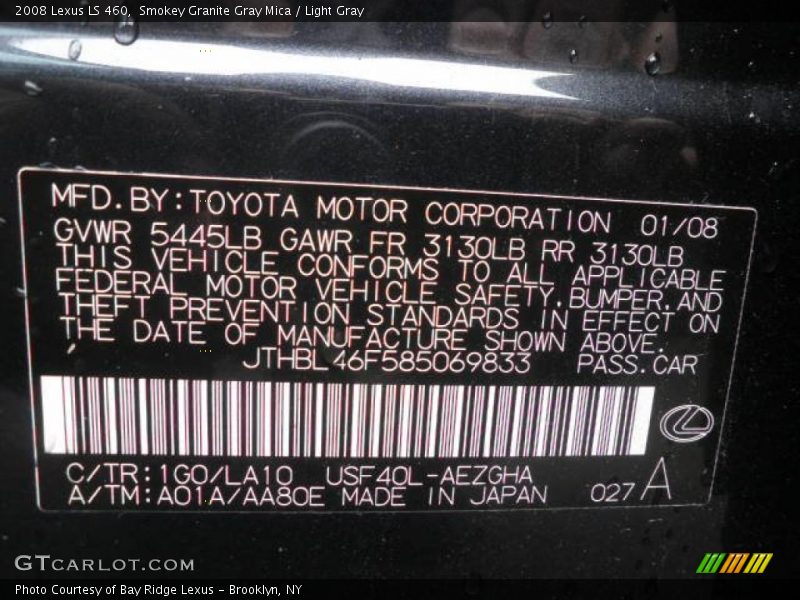 2008 Lexus LS 460, Smokey Granite Gray Mica / Light Gray
MFD.BY:TOYOTA MOTOR CORPORATION 01/08
GVWR 5445LB GAWR FR 3130LB RR 3130LB
THIS VEHICLE CONFORMS TO ALL APPLICABLE
FEDERAL MOTOR VEHICLE SAFETY,BUMPER,AND
THEFT PREVENTION STANDARDS IN EFFECT ON
THE DATE OF MANUFACTURE SHOWN ABOVE.
JTHBL46F585069833 PASS.CAR
C/TR:1G0/LA10 USF40L-AEZGHA
A/TM:A01A/AA80E MADE IN JAPAN 027 A
GTCARLOT.COM
Photo Courtesy of Bay Ridge Lexus – Brooklyn, NY